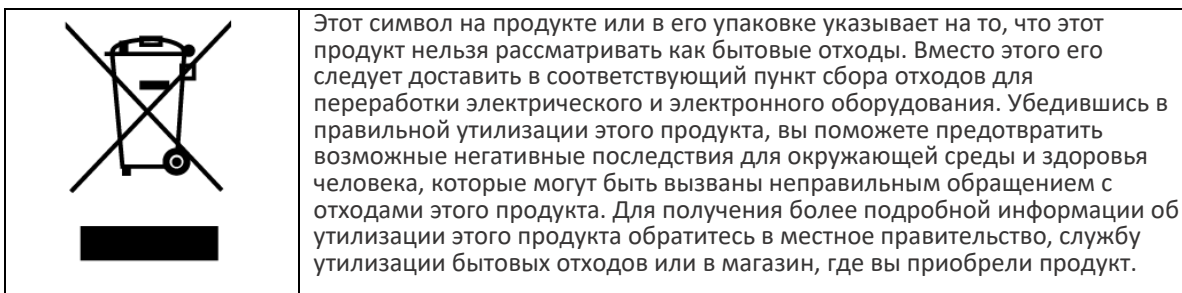 Этот символ на продукте или в его упаковке указывает на то, что этот
продукт нельзя рассматривать как бытовые отходы. Вместо этого его
следует доставить в соответствующий пункт сбора отходов для
переработки электрического и электронного оборудования. Убедившись в
правильной утилизации этого продукта, вы поможете предотвратить
возможные негативные последствия для окружающей среды и здоровья
человека, которые могут быть вызваны неправильным обращением с
отходами этого продукта. Для получения более подробной информации об
утилизации этого продукта обратитесь в местное правительство, службу
утилизации бытовых отходов или в магазин, где вы приобрели продукт.